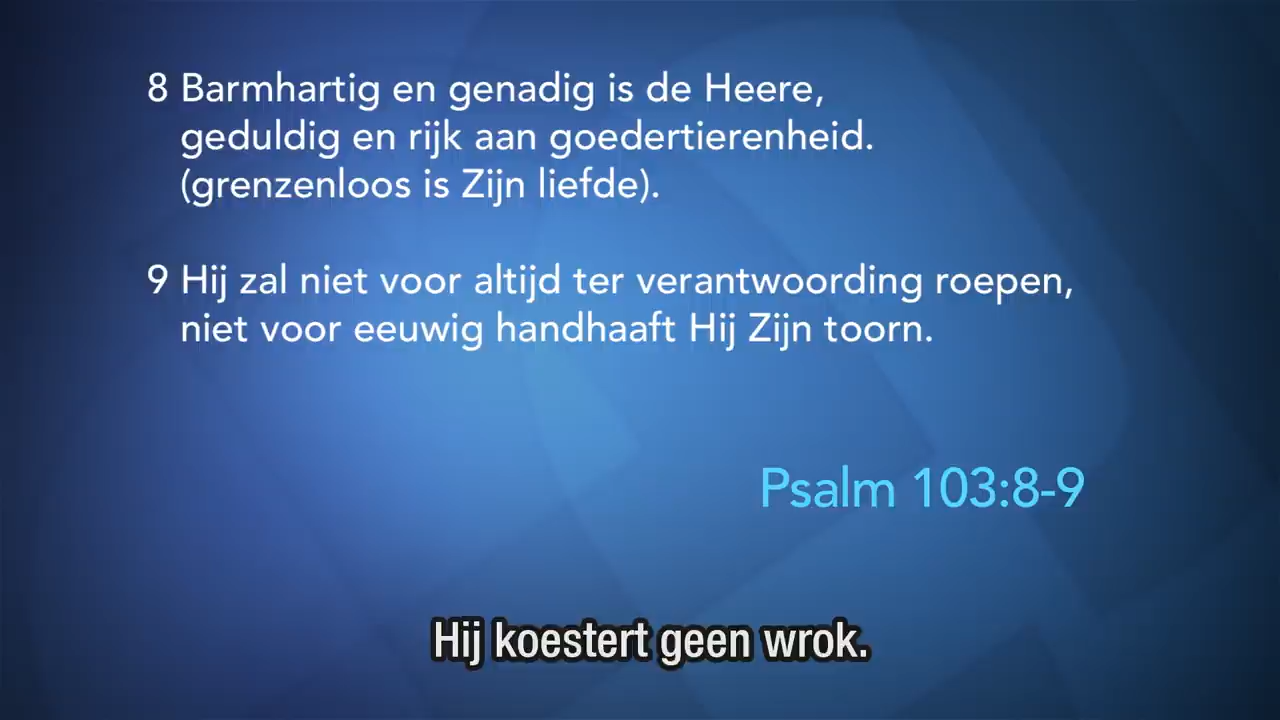 8 Barmhartig en genadig is de Heere,
geduldig en rijk aan goedertierenheid.
(grenzenloos is Zijn liefde).
9 Hij zal niet voor altijd ter verantwoording roepen,
niet voor eeuwig handhaaft Hij Zijn toorn.
Psalm 103:8-9
Hij koestert geen wrok.